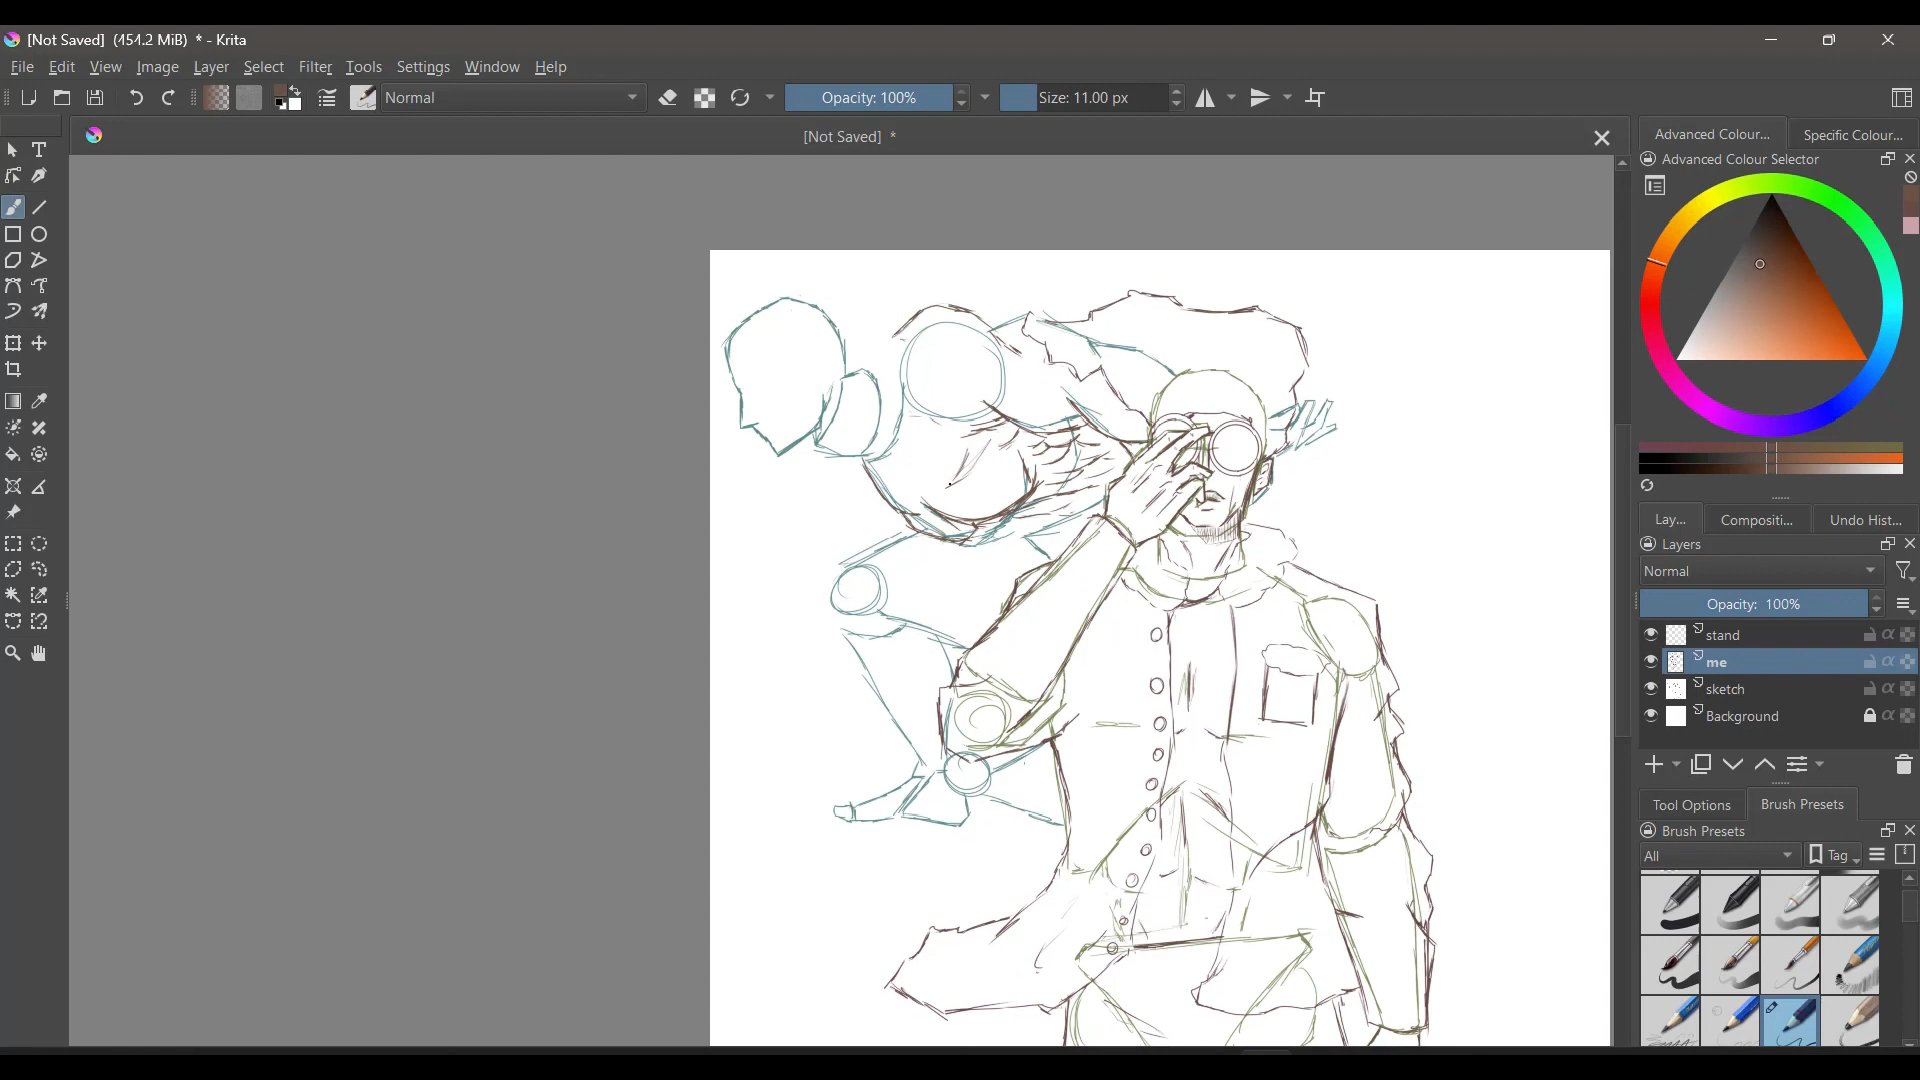 [Not Saved] (454.2 MiB) * - Krita
File Edit View Image Layer Select Filter Tools Settings Window Help
Normal
Opacity: 100%
Size: 11.00 px
[Not Saved] *
Advanced Colour...
Specific Colour...
Advanced Colour Selector
Lay...
Compositi...
Undo Hist...
Layers
Normal
Opacity: 100%
stand
me
sketch
Background
Tool Options
Brush Presets
Brush Presets
All
Tag